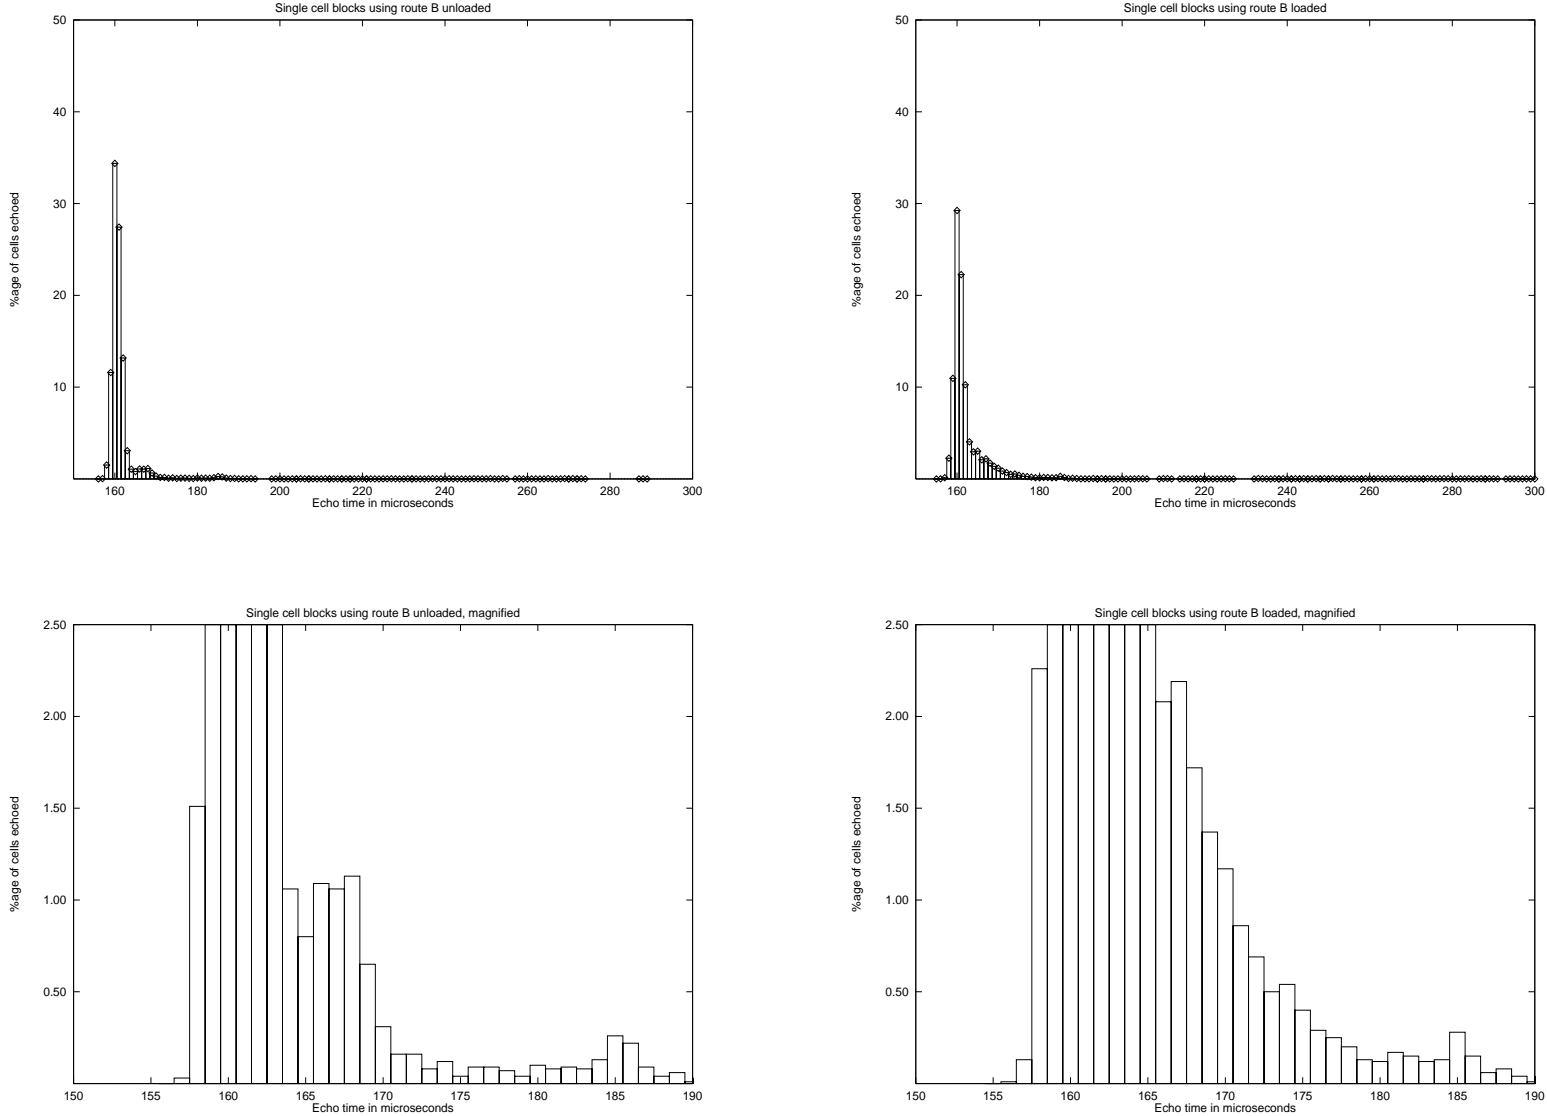 Single cell blocks using route B unloaded
50
40
30
20
10
%age of cells echoed
160 180 200 220 240 260 280 300
Echo time in microseconds
Single cell blocks using route B loaded
50
40
30
20
10
%age of cells echoed
160 180 200 220 240 260 280 300
Echo time in microseconds
Single cell blocks using route B unloaded, magnified
2.50
2.00
1.50
1.00
0.50
%age of cells echoed
150 155 160 165 170 175 180 185 190
Echo time in microseconds
Single cell blocks using route B loaded, magnified
2.50
2.00
1.50
1.00
0.50
%age of cells echoed
150 155 160 165 170 175 180 185 190
Echo time in microseconds